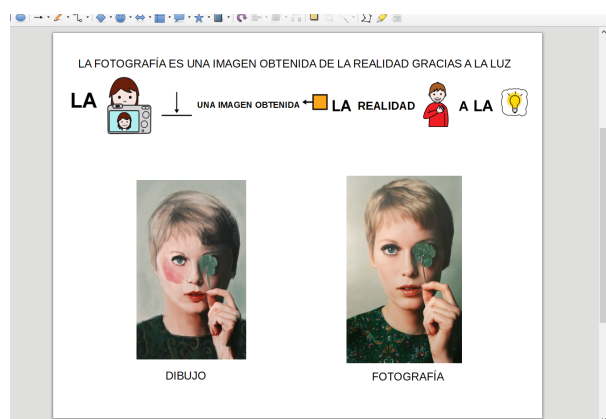 LA FOTOGRAFÍA ES UNA IMAGEN OBTENIDA DE LA REALIDAD GRACIAS A LA LUZ
LA UNA IMAGEN OBTENIDA LA REALIDAD A LA
DIBUJO
FOTOGRAFÍA